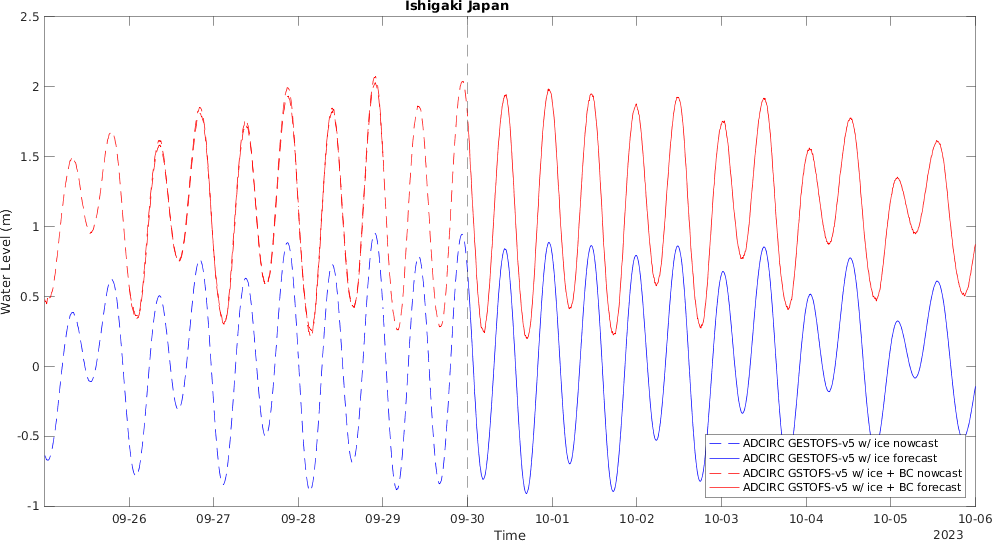 Ishigaki Japan
2.5
2
1.5
1
0.5
0
-0.5
-1
Water Level (m)
ADCIRC GESTOFS-v5 w/ ice nowcast
ADCIRC GESTOFS-v5 w/ ice forecast
ADCIRC GSTOFS-v5 w/ ice + BC nowcast
ADCIRC GSTOFS-v5 w/ ice + BC forecast
09-26 09-27 09-28 09-29 09-30 10-01 10-02 10-03 10-04 10-05 10-06
Time
2023